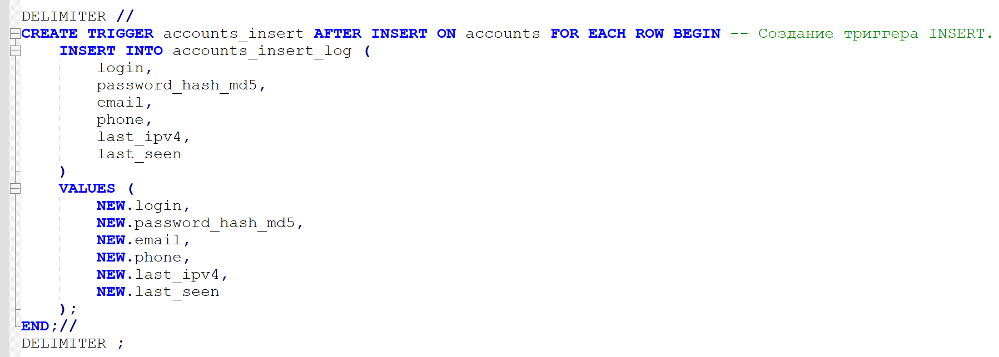 DELIMITER //
CREATE TRIGGER accounts_insert AFTER INSERT ON accounts FOR EACH ROW BEGIN -- Создание триггера INSERT.
    INSERT INTO accounts_insert_log (
        login,
        password_hash_md5,
        email,
        phone,
        last_ipv4,
        last_seen
    )
    VALUES (
        NEW.login,
        NEW.password_hash_md5,
        NEW.email,
        NEW.phone,
        NEW.last_ipv4,
        NEW.last_seen
    );
END;//
DELIMITER ;